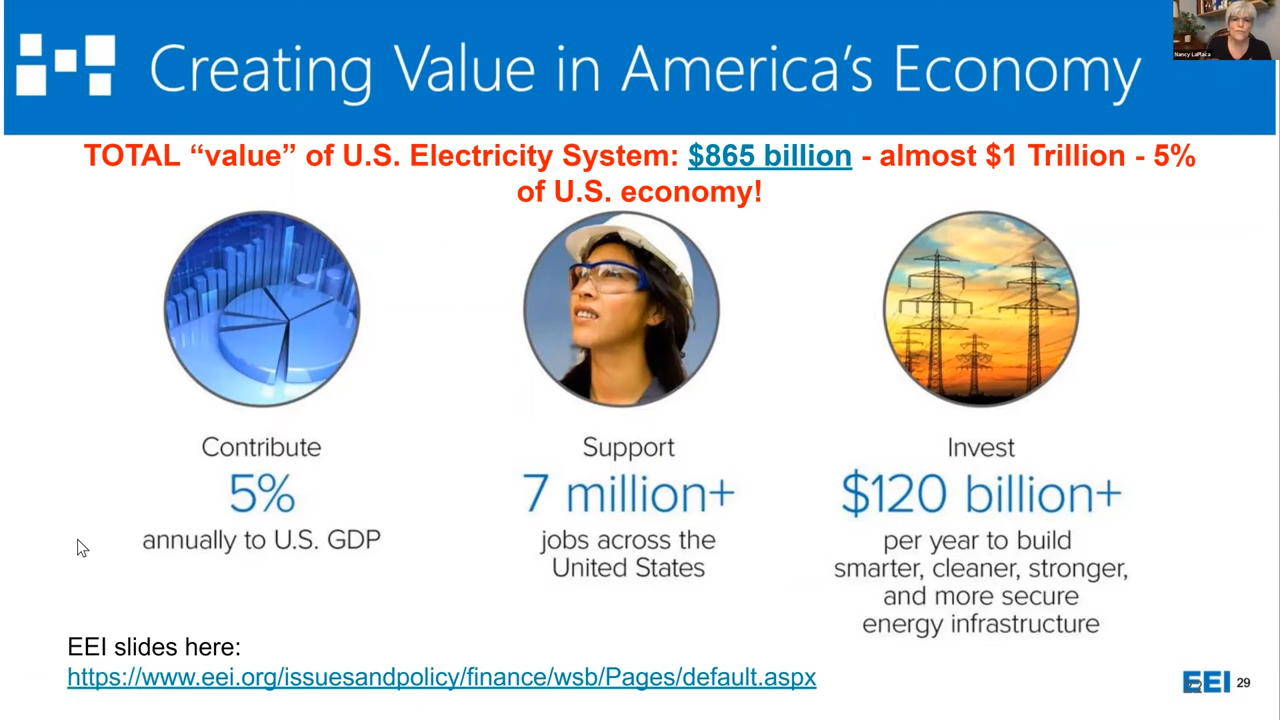 Creating Value in America's Economy
Nancy LaPlaca
TOTAL “value” of U.S. Electricity System: $865 billion - almost $1 Trillion - 5%
of U.S. economy!
Contribute
5%
annually to U.S. GDP
Support
7 million+
jobs across the
United States
Invest
$120 billion+
per year to build
smarter, cleaner, stronger,
and more secure
energy infrastructure
EEI slides here:
https://www.eei.org/issuesandpolicy/finance/wsb/Pages/default.aspx
EEI 29